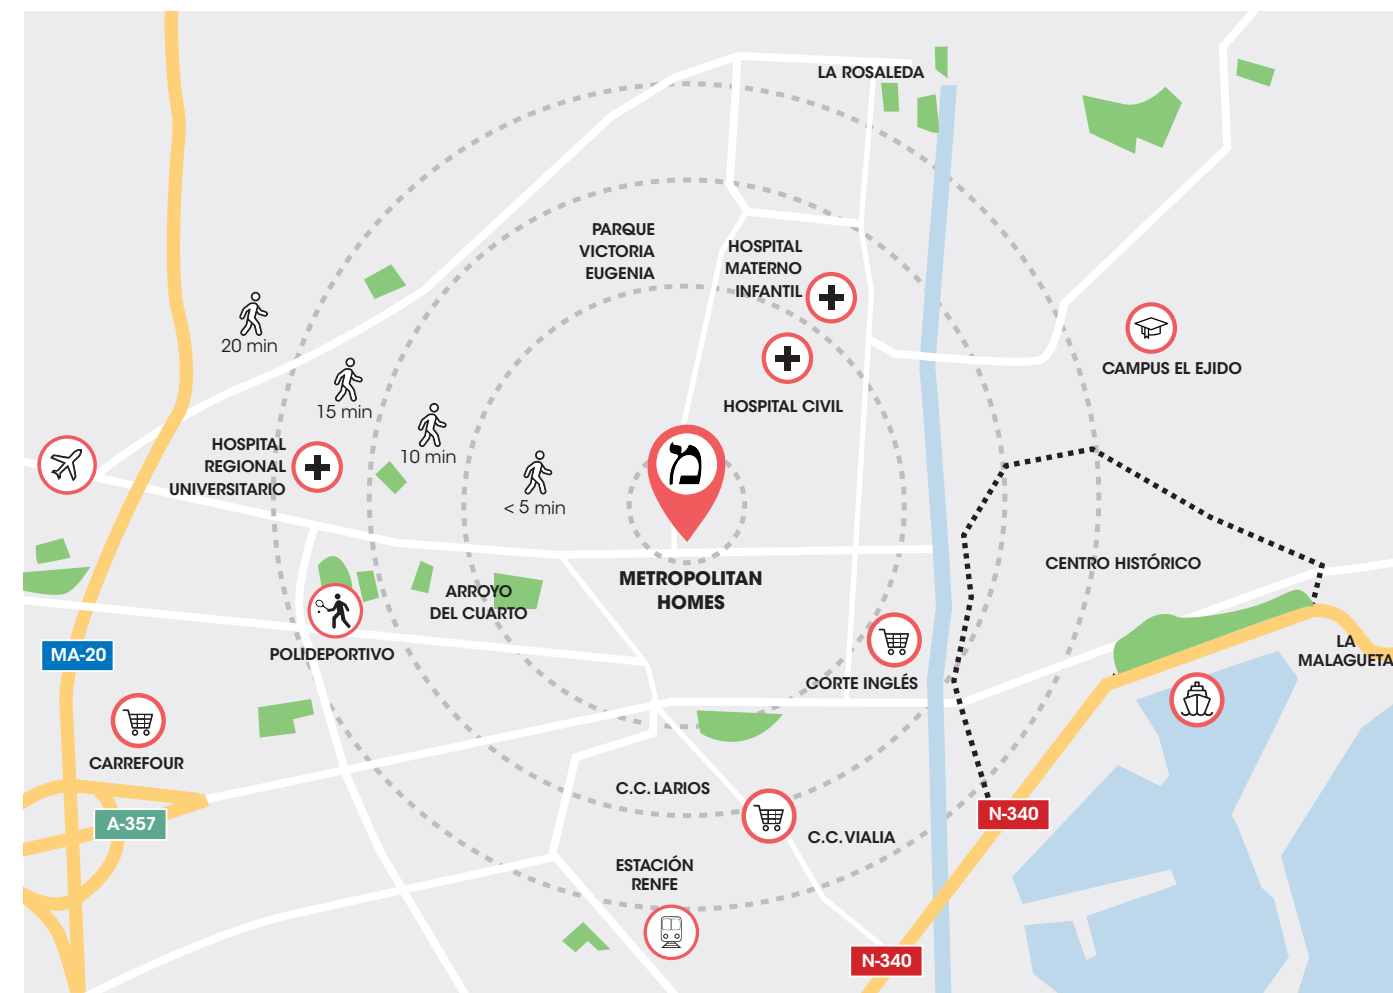 LA ROSALEDA
PARQUE
VICTORIA
EUGENIA
HOSPITAL
MATERNO
INFANTIL
20 min
15 min
CAMPUS EL EJIDO
HOSPITAL CIVIL
10 min
HOSPITAL
REGIONAL
UNIVERSITARIO
מ
< 5 min
CENTRO HISTÓRICO
METROPOLITAN
HOMES
ARROYO
DEL CUARTO
POLIDEPORTIVO
MA-20
LA
MALAGUETA
CORTE INGLÉS
CARREFOUR
C.C. LARIOS
A-357
N-340
C.C. VIALIA
ESTACIÓN
RENFE
N-340